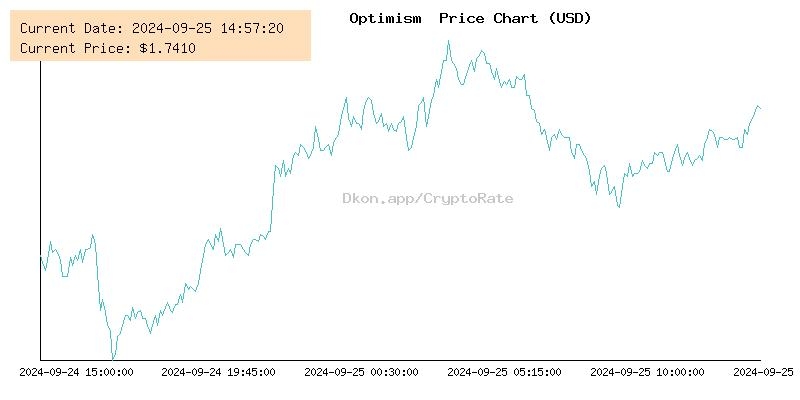 Optimism  Price Chart (USD)
Current Date: 2024-09-25 14:57:20
Current Price: $1.7410
Dkon.app/CryptoRate
2024-09-24 15:00:00 2024-09-24 19:45:00 2024-09-25 00:30:00 2024-09-25 05:15:00 2024-09-25 10:00:00 2024-09-25